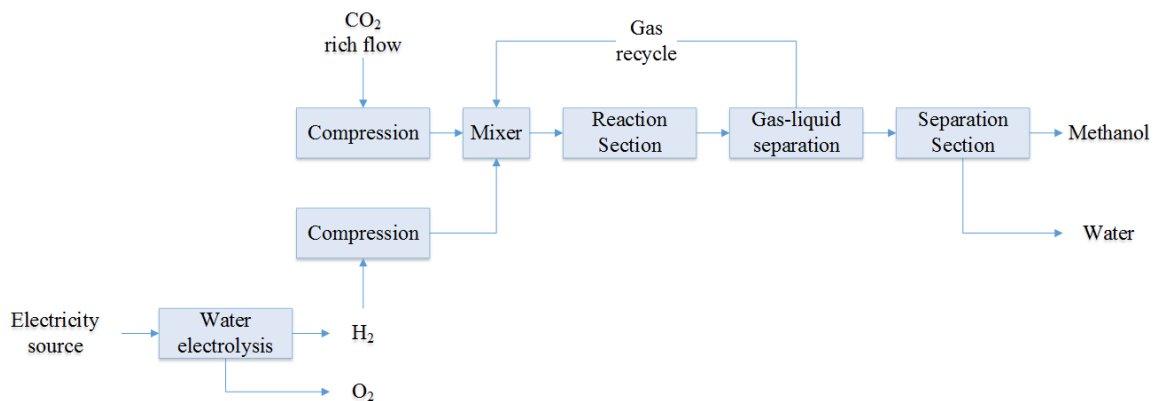 CO₂
rich flow
Gas
recycle
Compression
Mixer
Reaction
Section
Gas-liquid
separation
Separation
Section
Methanol
Compression
Water
Electricity
source
Water
electrolysis
H₂
O₂